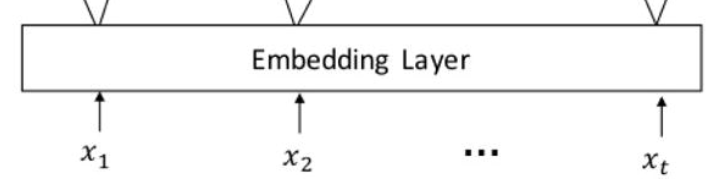 Embedding Layer
x₁ x₂ ... xₜ